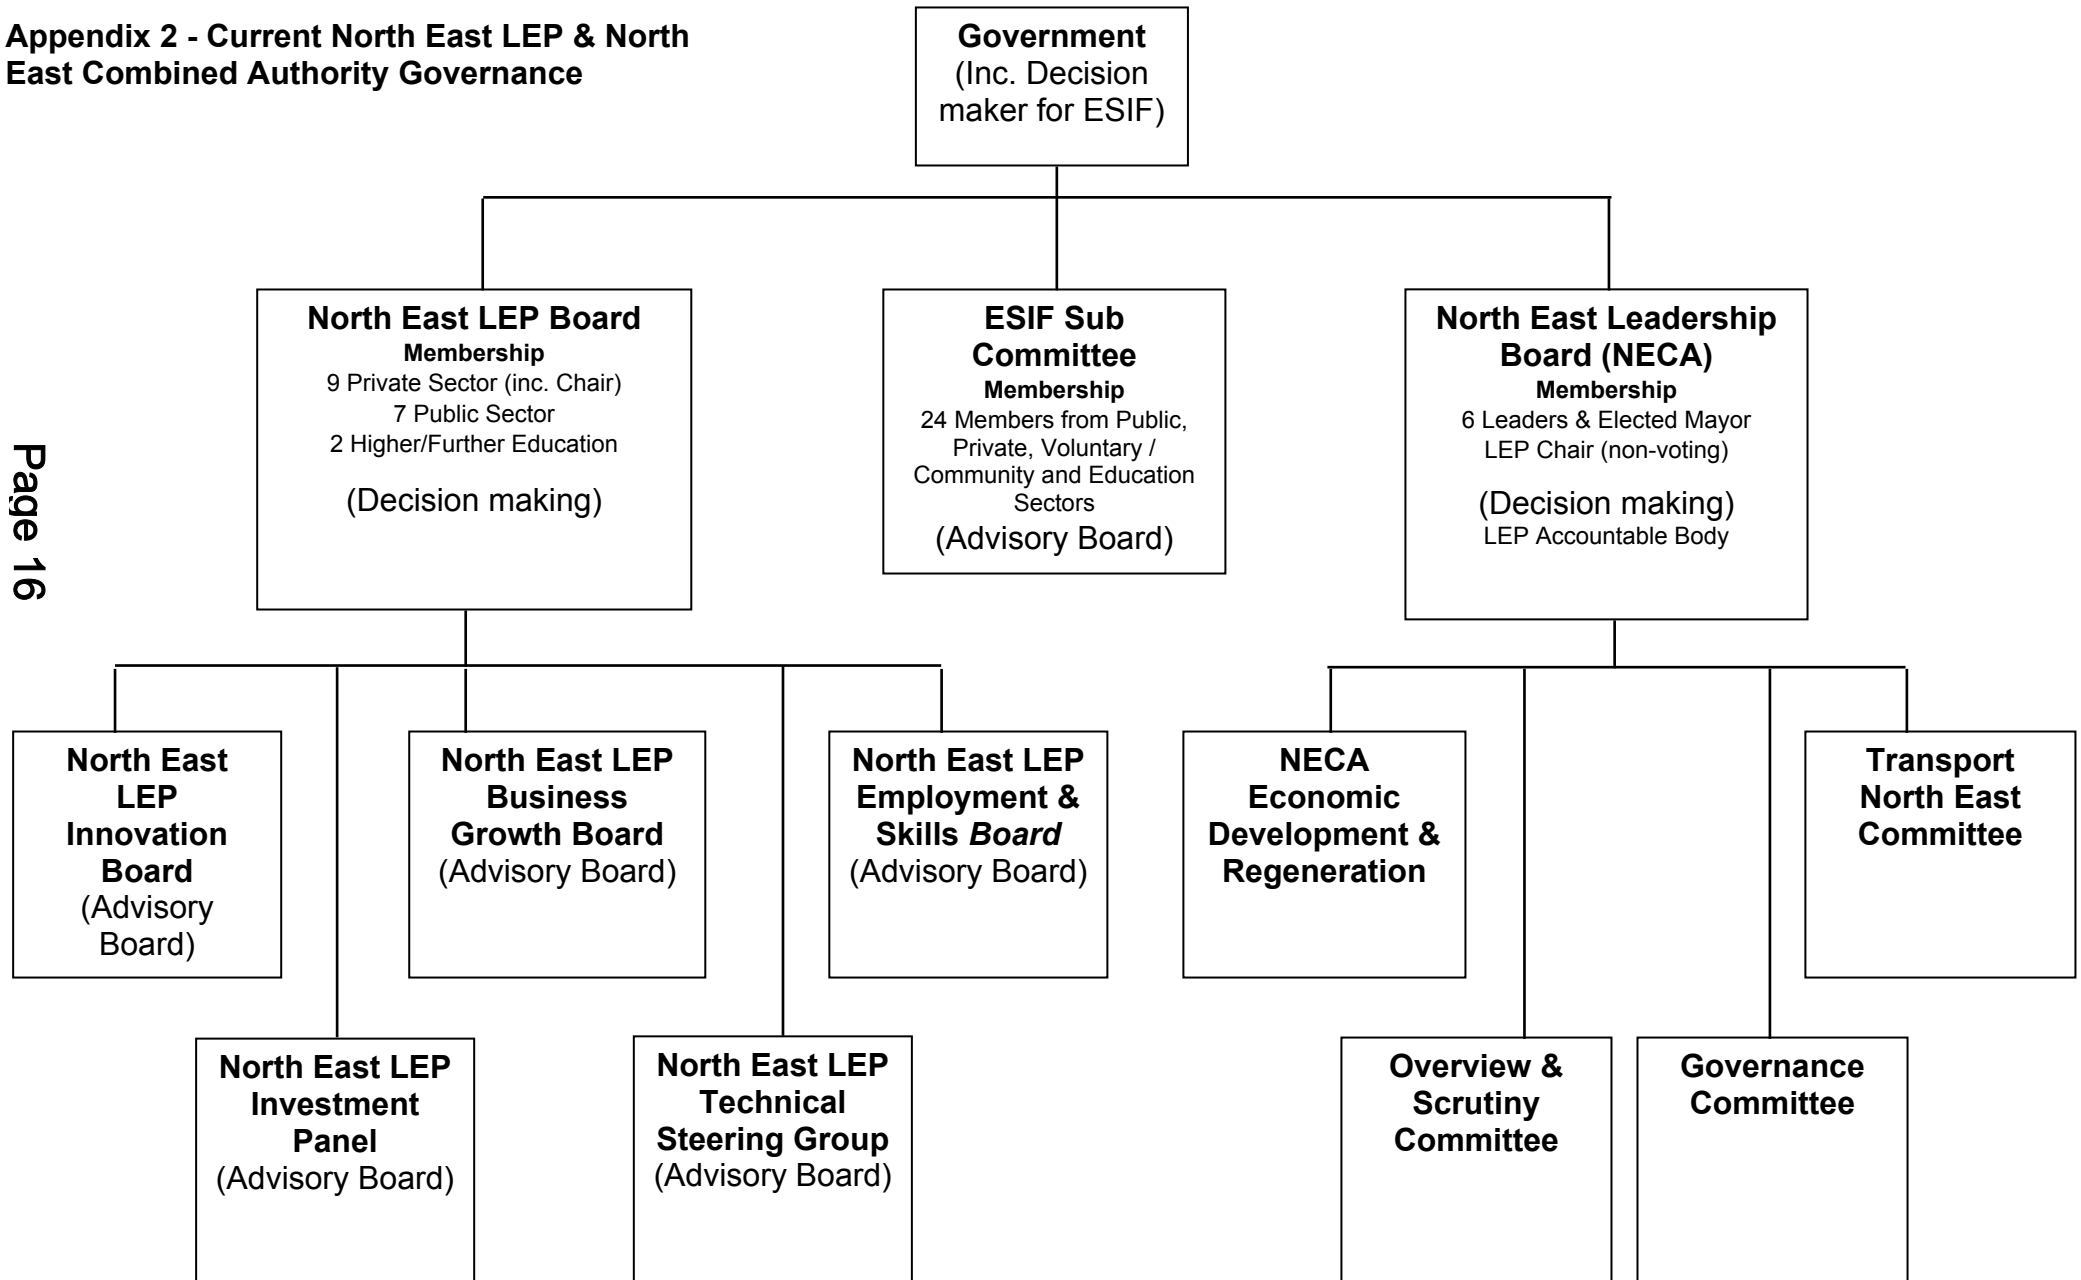 Appendix 2 - Current North East LEP & North
East Combined Authority Governance
Government
(Inc. Decision
maker for ESIF)
North East LEP Board
Membership
9 Private Sector (inc. Chair)
7 Public Sector
2 Higher/Further Education
(Decision making)
ESIF Sub
Committee
Membership
24 Members from Public,
Private, Voluntary /
Community and Education
Sectors
(Advisory Board)
North East Leadership
Board (NECA)
Membership
6 Leaders & Elected Mayor
LEP Chair (non-voting)
(Decision making)
LEP Accountable Body
Page 16
North East
LEP
Innovation
Board
(Advisory
Board)
North East LEP
Business
Growth Board
(Advisory Board)
North East LEP
Employment &
Skills Board
(Advisory Board)
NECA
Economic
Development &
Regeneration
Transport
North East
Committee
North East LEP
Investment
Panel
(Advisory Board)
North East LEP
Technical
Steering Group
(Advisory Board)
Overview &
Scrutiny
Committee
Governance
Committee